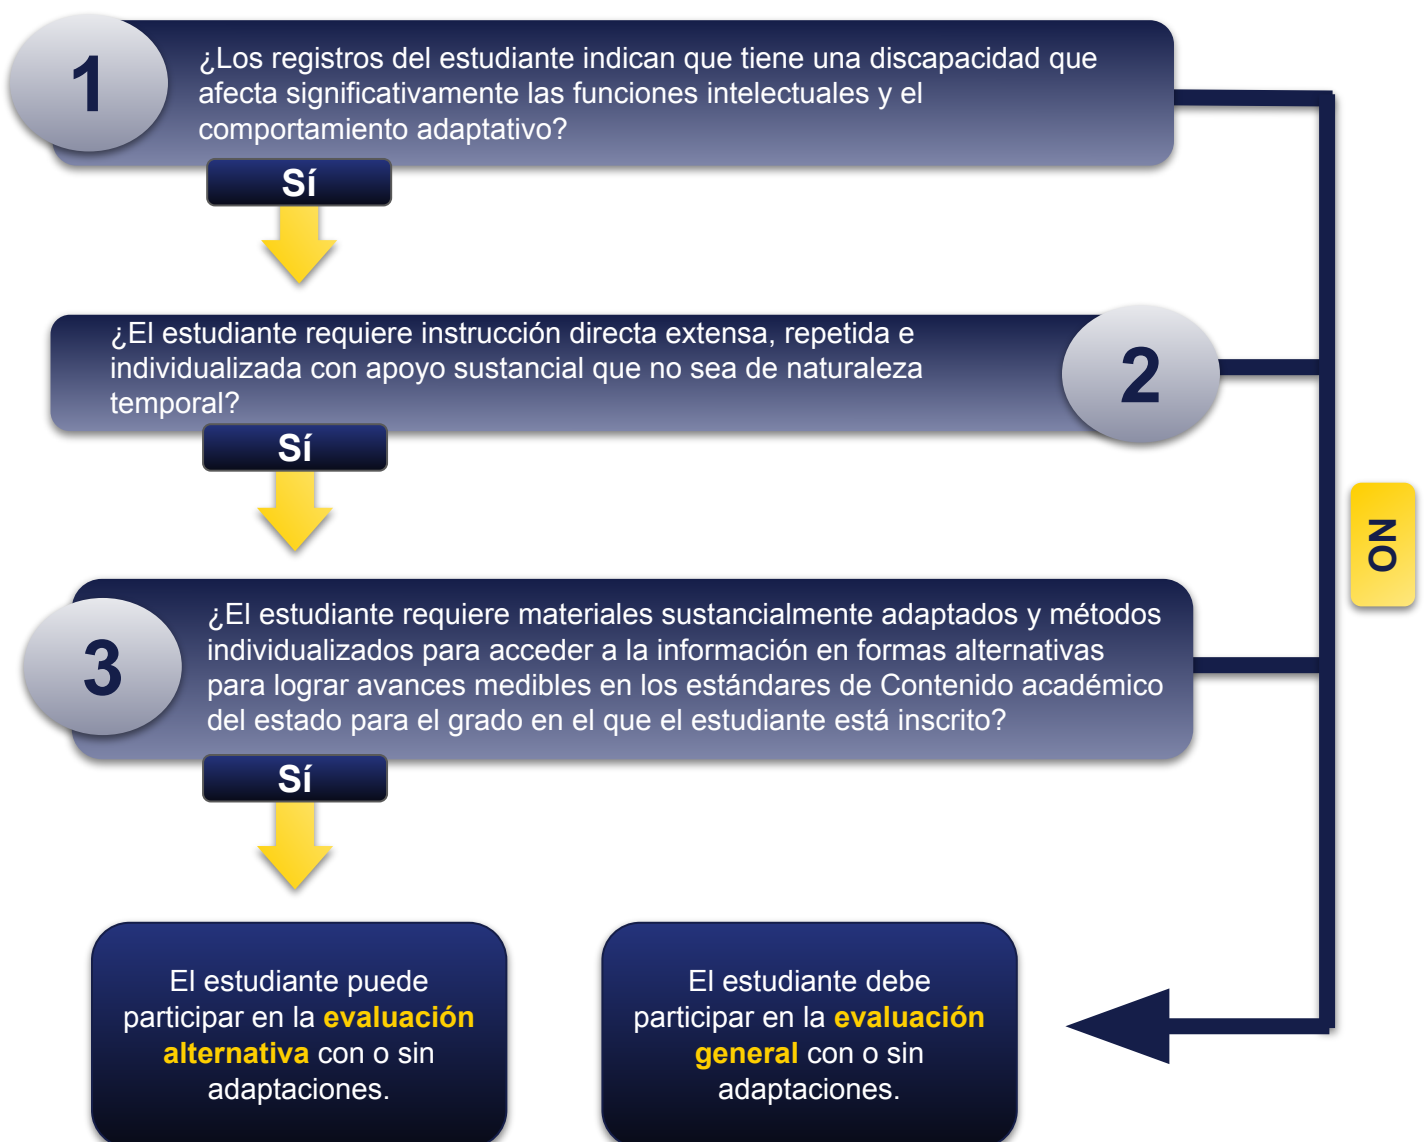 1
¿Los registros del estudiante indican que tiene una discapacidad que
afecta significativamente las funciones intelectuales y el
comportamiento adaptativo?
Sí
¿El estudiante requiere instrucción directa extensa, repetida e
individualizada con apoyo sustancial que no sea de naturaleza
temporal?
2
Sí
NO
3
¿El estudiante requiere materiales sustancialmente adaptados y métodos
individualizados para acceder a la información en formas alternativas
para lograr avances medibles en los estándares de Contenido académico
del estado para el grado en el que el estudiante está inscrito?
Sí
El estudiante puede
participar en la evaluación
alternativa con o sin
adaptaciones.
El estudiante debe
participar en la evaluación
general con o sin
adaptaciones.